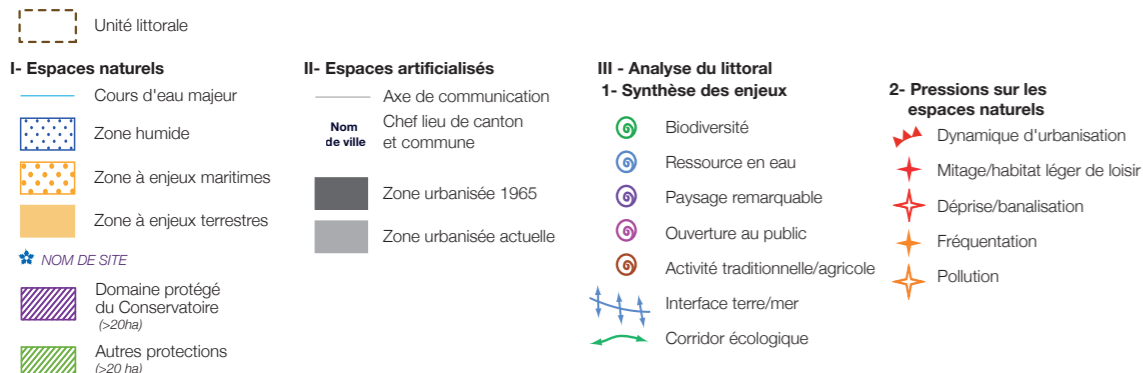 Unité littorale
I- Espaces naturels
Cours d'eau majeur
Zone humide
Zone à enjeux maritimes
Zone à enjeux terrestres
NOM DE SITE
Domaine protégé
du Conservatoire
(>20ha)
Autres protections
(>20 ha)
II- Espaces artificialisés
Axe de communication
Nom
de ville
Chef lieu de canton
et commune
Zone urbanisée 1965
Zone urbanisée actuelle
III - Analyse du littoral
1- Synthèse des enjeux
Biodiversité
Ressource en eau
Paysage remarquable
Ouverture au public
Activité traditionnelle/agricole
Interface terre/mer
Corridor écologique
2- Pressions sur les
espaces naturels
Dynamique d'urbanisation
Mitage/habitat léger de loisir
Déprise/banalisation
Fréquentation
Pollution